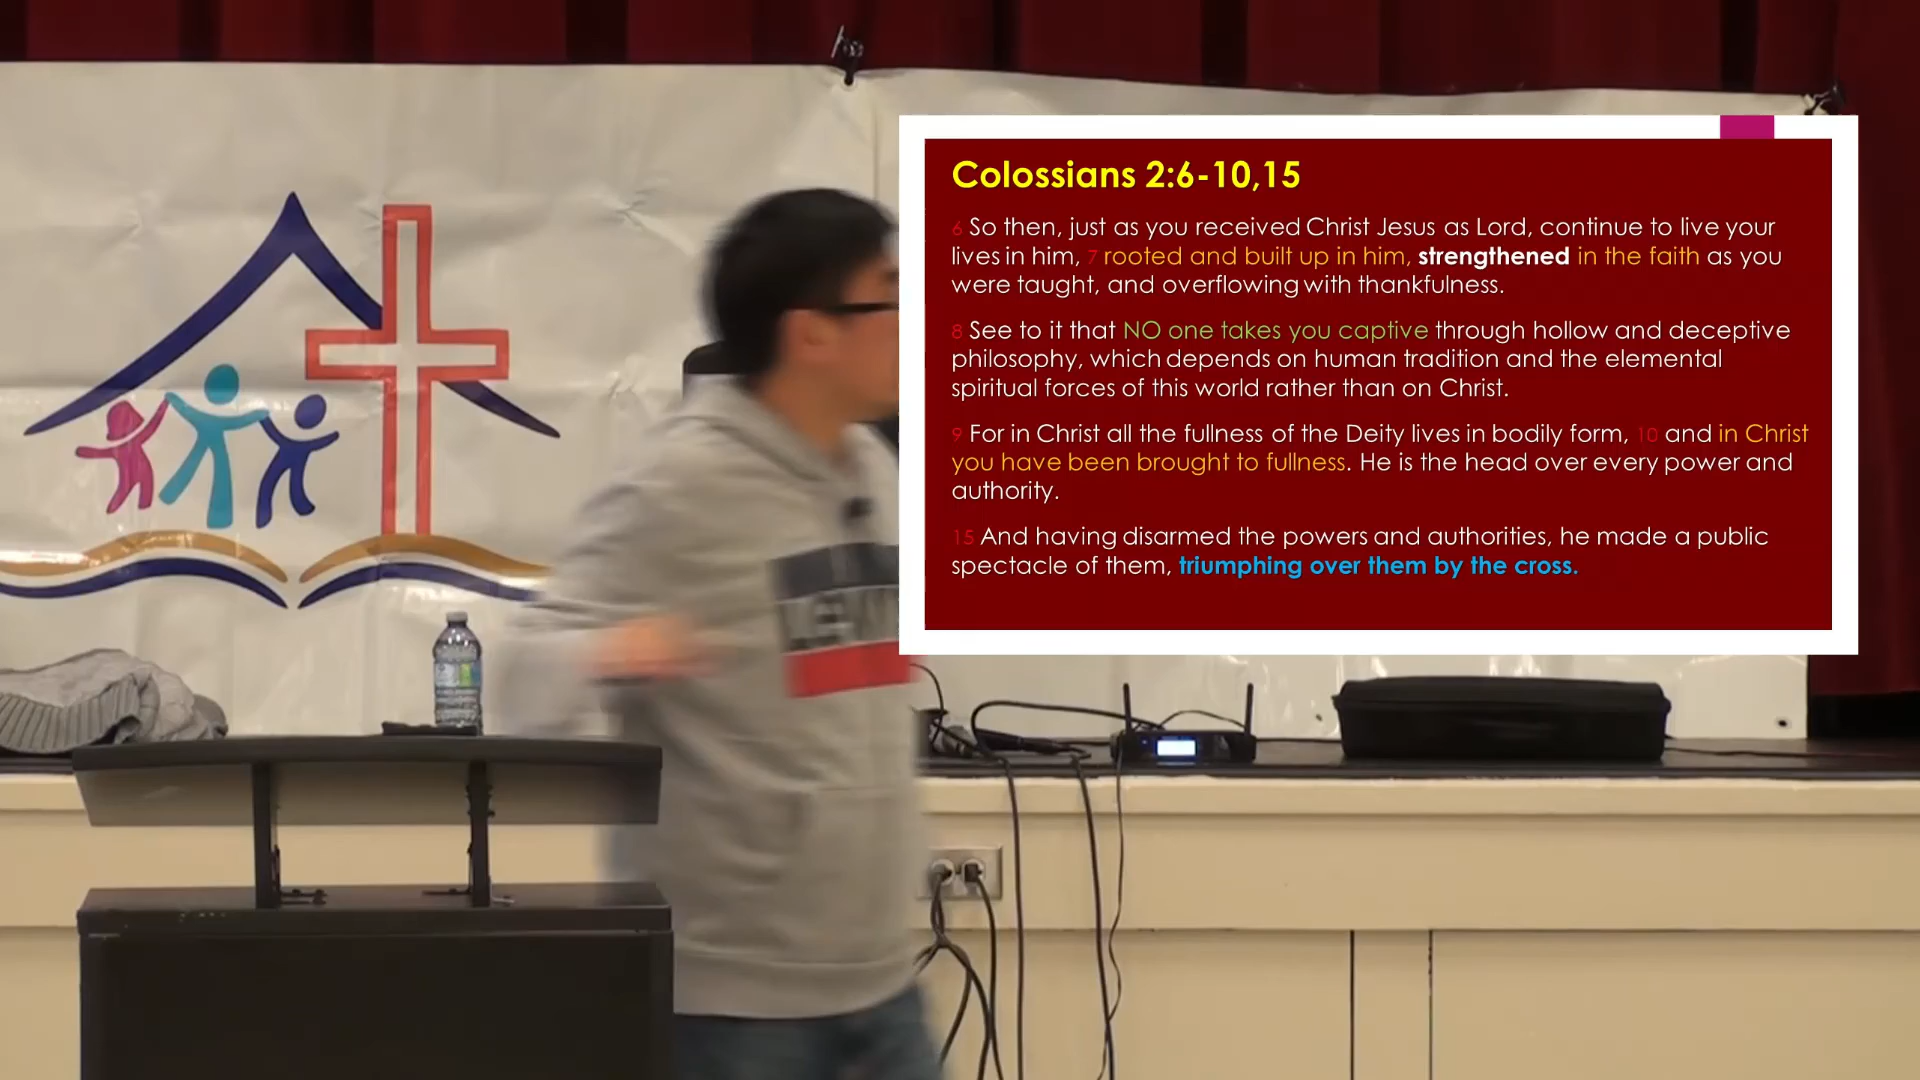 Colossians 2:6-10,15
6 So then, just as you received Christ Jesus as Lord, continue to live your
lives in him, 7 rooted and built up in him, strengthened in the faith as you
were taught, and overflowing with thankfulness.
8 See to it that NO one takes you captive through hollow and deceptive
philosophy, which depends on human tradition and the elemental
spiritual forces of this world rather than on Christ.
9 For in Christ all the fullness of the Deity lives in bodily form, 10 and in Christ
you have been brought to fullness. He is the head over every power and
authority.
15 And having disarmed the powers and authorities, he made a public
spectacle of them, triumphing over them by the cross.